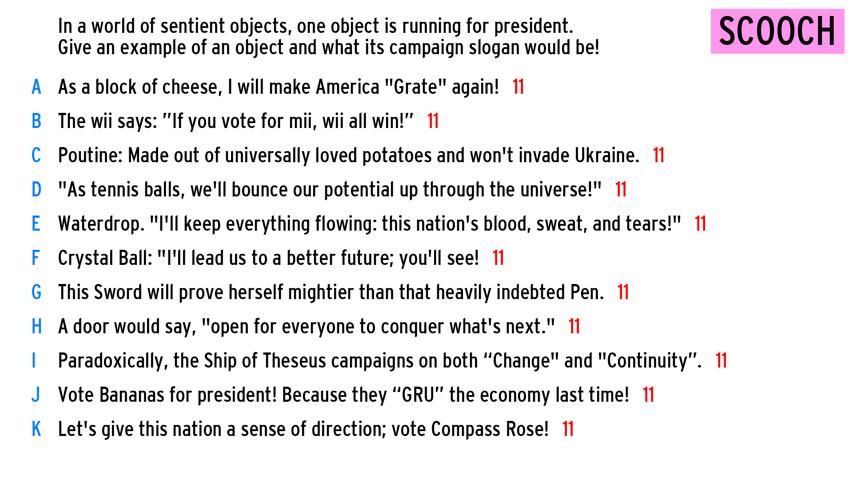 In a world of sentient objects, one object is running for president.
Give an example of an object and what its campaign slogan would be!
SCOOCH
A As a block of cheese, I will make America "Grate" again! 11
B The wii says: ”If you vote for mii, wii all win!” 11
C Poutine: Made out of universally loved potatoes and won't invade Ukraine. 11
D "As tennis balls, we'll bounce our potential up through the universe!" 11
E Waterdrop. "I'll keep everything flowing: this nation's blood, sweat, and tears!" 11
F Crystal Ball: "I'll lead us to a better future; you'll see! 11
G This Sword will prove herself mightier than that heavily indebted Pen. 11
H A door would say, "open for everyone to conquer what's next." 11
I Paradoxically, the Ship of Theseus campaigns on both “Change" and "Continuity”. 11
J Vote Bananas for president! Because they “GRU” the economy last time! 11
K Let's give this nation a sense of direction; vote Compass Rose! 11